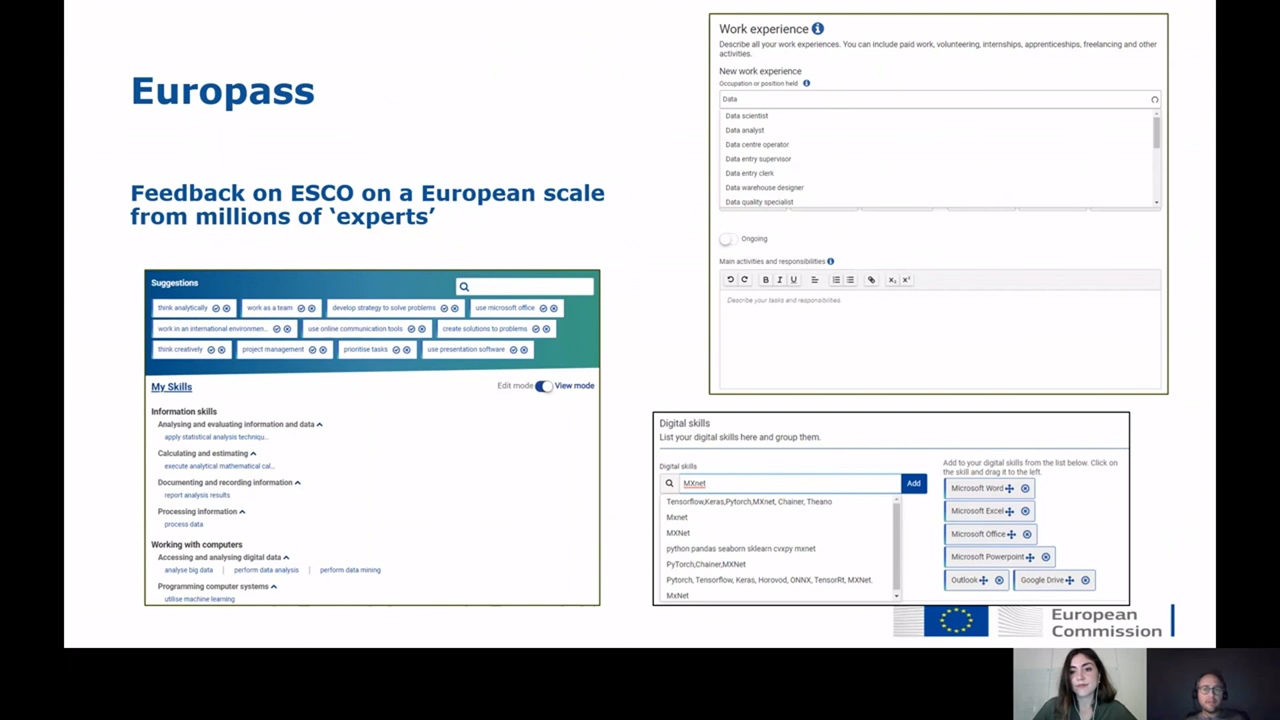 Europass
Feedback on ESCO on a European scale
from millions of ‘experts’
Suggestions
think analytically
work as a team
develop strategy to solve problems
use microsoft office
work in an international environmen...
use online communication tools
create solutions to problems
think creatively
project management
prioritise tasks
use presentation software
My Skills
Edit mode
View mode
Information skills
Analysing and evaluating information and data
apply statistical analysis techniqu...
Calculating and estimating
execute analytical mathematical cal...
Documenting and recording information
report analysis results
Processing information
process data
Working with computers
Accessing and analysing digital data
analyse big data | perform data analysis | perform data mining
Programming computer systems
utilise machine learning
Work experience
Describe all your work experiences. You can include paid work, volunteering, internships, apprenticeships, freelancing and other
activities.
New work experience
Occupation or position held
Data
Data scientist
Data analyst
Data centre operator
Data entry supervisor
Data entry clerk
Data warehouse designer
Data quality specialist
Ongoing
Main activities and responsibilities
B I U X₂ X²
Describe your tasks and responsibilities.
Digital skills
List your digital skills here and group them.
Digital skills
MXnet
Add
Tensorflow,Keras,Pytorch,MXnet, Chainer, Theano
Mxnet
MXNet
python pandas seaborn sklearn cvxpy mxnet
PyTorch,Chainer,MXNet
Pytorch, Tensorflow, Keras, Horovod, ONNX, TensorRt, MXNet.
MxNet
Add to your digital skills from the list below. Click on
the skill and drag it to the left.
Microsoft Word
Microsoft Excel
Microsoft Office
Microsoft Powerpoint
Outlook
Google Drive
European
Commission